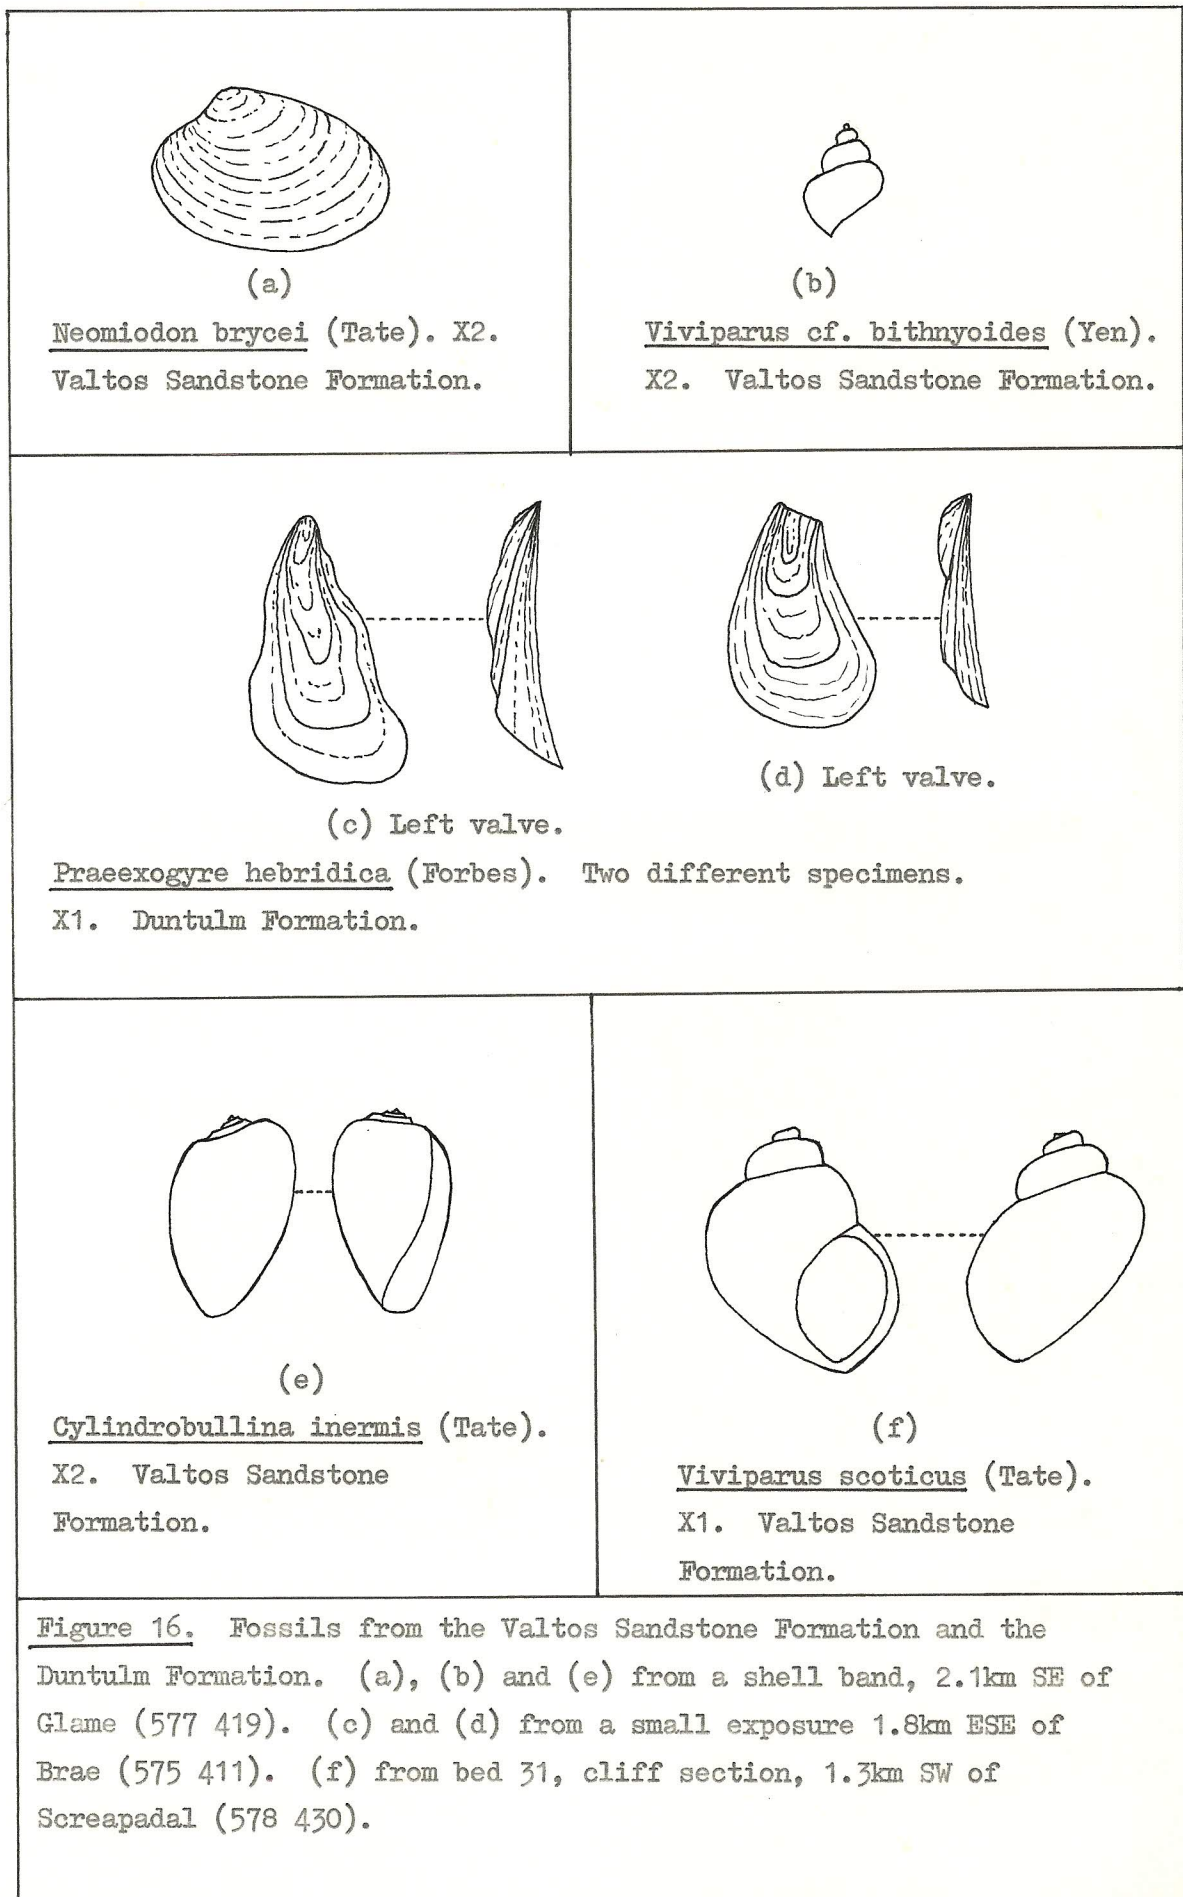 (a)
Neomiodon brycei (Tate). X2.
Valtos Sandstone Formation.
(b)
Viviparus cf. bithnyoides (Yen).
X2. Valtos Sandstone Formation.
(c) Left valve.
(d) Left valve.
Praeexogyre hebridica (Forbes). Two different specimens.
X1. Duntulm Formation.
(e)
Cylindrobullina inermis (Tate).
X2. Valtos Sandstone
Formation.
(f)
Viviparus scoticus (Tate).
X1. Valtos Sandstone
Formation.
Figure 16. Fossils from the Valtos Sandstone Formation and the
Duntulm Formation. (a), (b) and (e) from a shell band, 2.1km SE of
Glame (577 419). (c) and (d) from a small exposure 1.8km ESE of
Brae (575 411). (f) from bed 31, cliff section, 1.3km SW of
Screapadal (578 430).